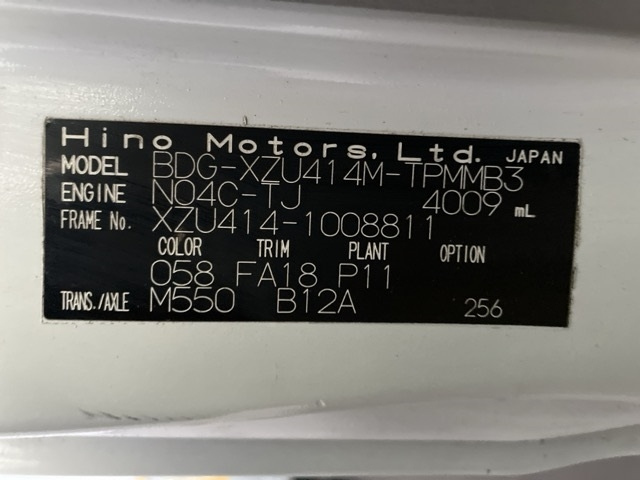 Hino Motors, Ltd. JAPAN
MODEL BDG-XZU414M-TPMMB3
ENGINE N04C-TJ 4009 mL
FRAME No. XZU414-1008811
COLOR TRIM PLANT OPTION
058 FA18 P11
TRANS./AXLE M550 B12A 256